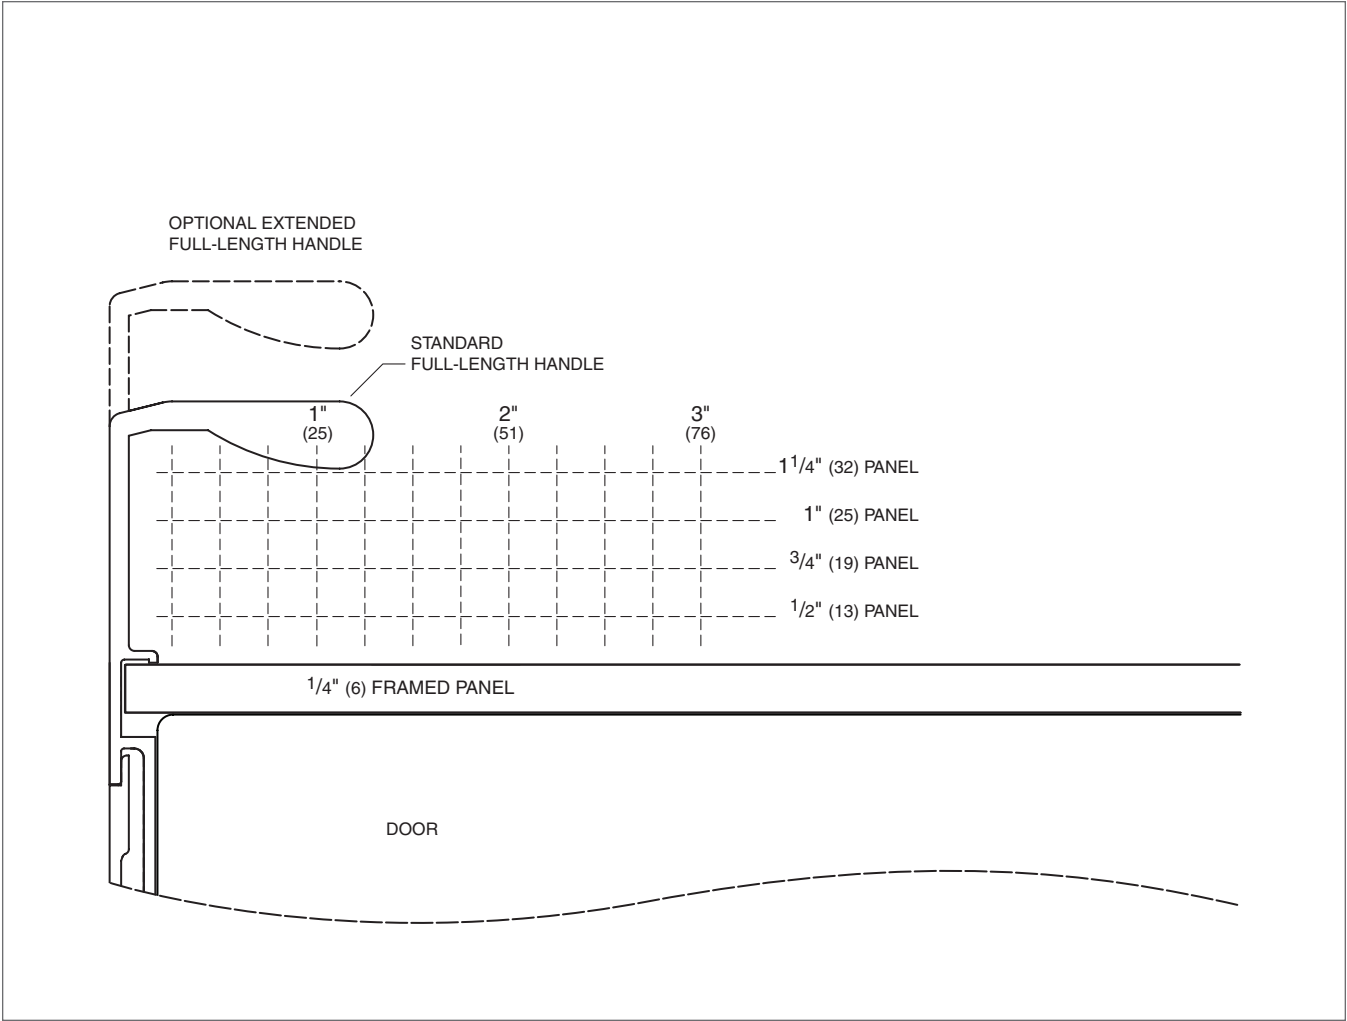 OPTIONAL EXTENDED
FULL-LENGTH HANDLE
STANDARD
FULL-LENGTH HANDLE
1" 2" 3"
(25) (51) (76)
1 1/4" (32) PANEL
1" (25) PANEL
3/4" (19) PANEL
1/2" (13) PANEL
1/4" (6) FRAMED PANEL
DOOR